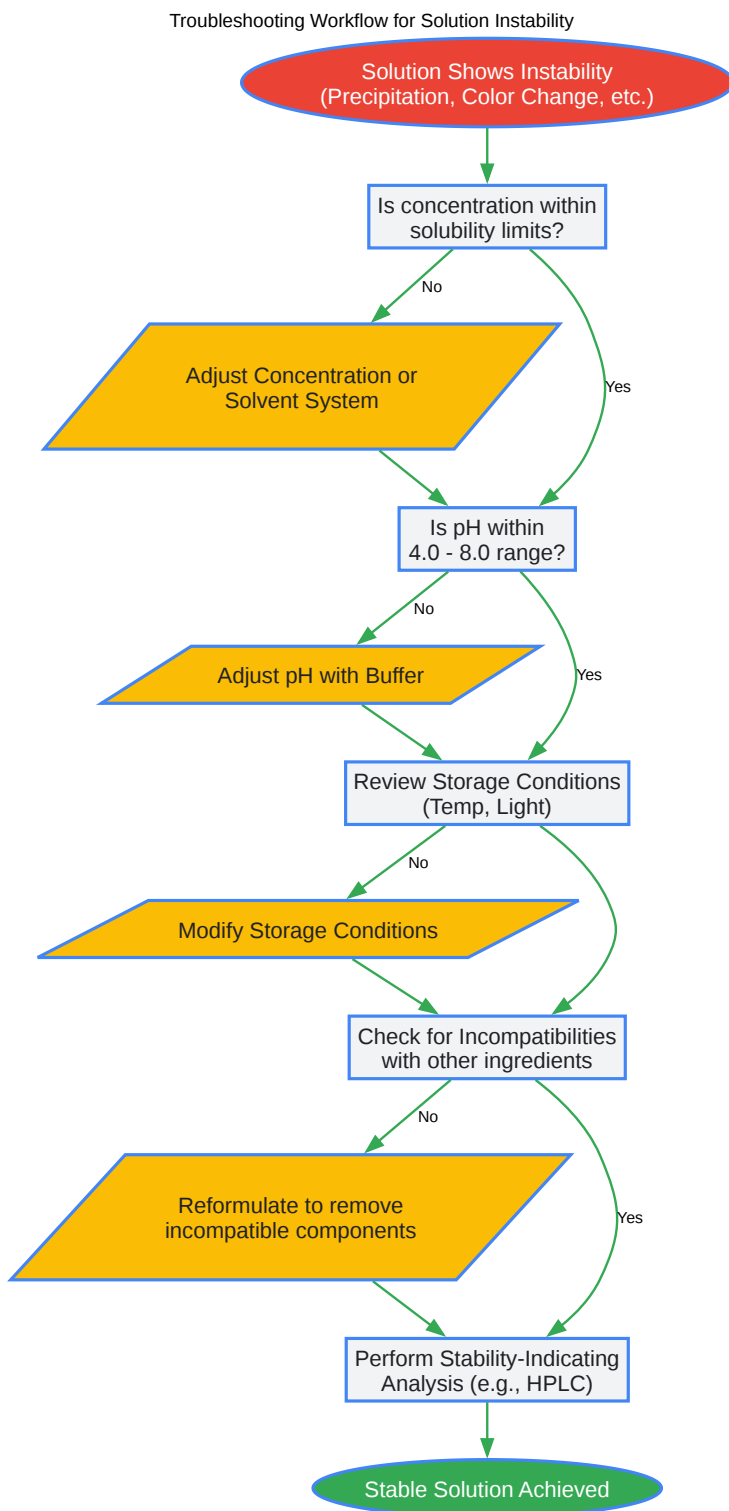 Troubleshooting Workflow for Solution Instability
Solution Shows Instability
(Precipitation, Color Change, etc.)
Is concentration within
solubility limits?
No
Adjust Concentration or
Solvent System
Yes
Is pH within
4.0 - 8.0 range?
No
Adjust pH with Buffer
Yes
Review Storage Conditions
(Temp, Light)
No
Modify Storage Conditions
Check for Incompatibilities
with other ingredients
No
Reformulate to remove
incompatible components
Yes
Perform Stability-Indicating
Analysis (e.g., HPLC)
Stable Solution Achieved